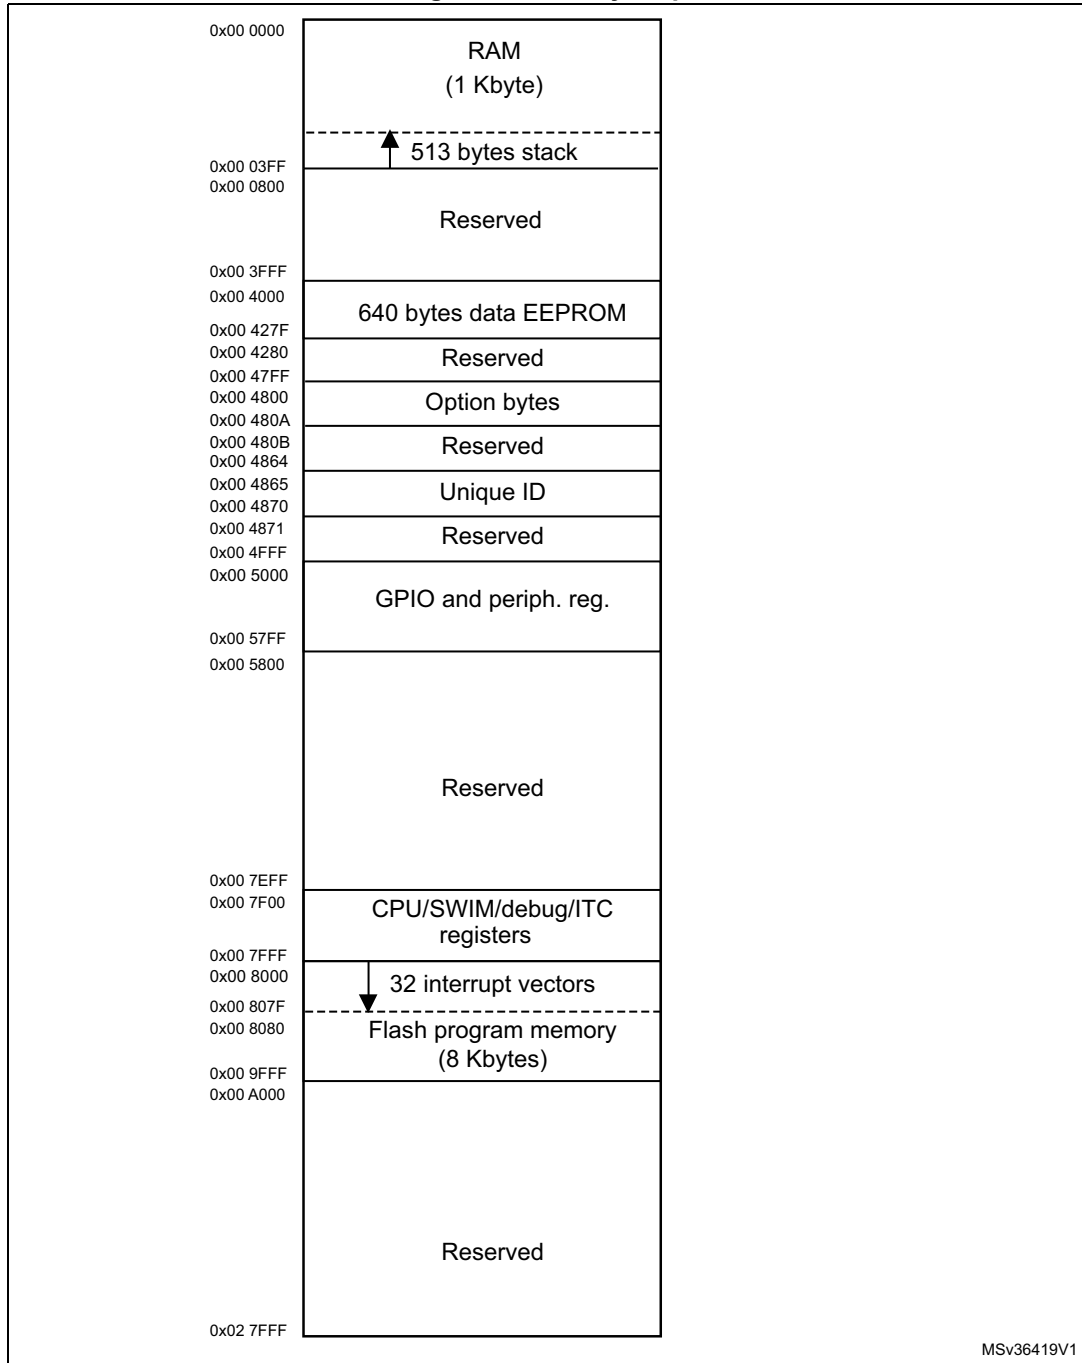 0x00 0000
RAM
(1 Kbyte)
513 bytes stack
0x00 03FF
0x00 0800
Reserved
0x00 3FFF
0x00 4000
640 bytes data EEPROM
0x00 427F
0x00 4280
Reserved
0x00 47FF
0x00 4800
Option bytes
0x00 480A
0x00 480B
Reserved
0x00 4864
0x00 4865
Unique ID
0x00 4870
0x00 4871
Reserved
0x00 4FFF
0x00 5000
GPIO and periph. reg.
0x00 57FF
0x00 5800
Reserved
0x00 7EFF
0x00 7F00
CPU/SWIM/debug/ITC
registers
0x00 7FFF
0x00 8000
32 interrupt vectors
0x00 807F
0x00 8080
Flash program memory
(8 Kbytes)
0x00 9FFF
0x00 A000
Reserved
0x02 7FFF
MSv36419V1